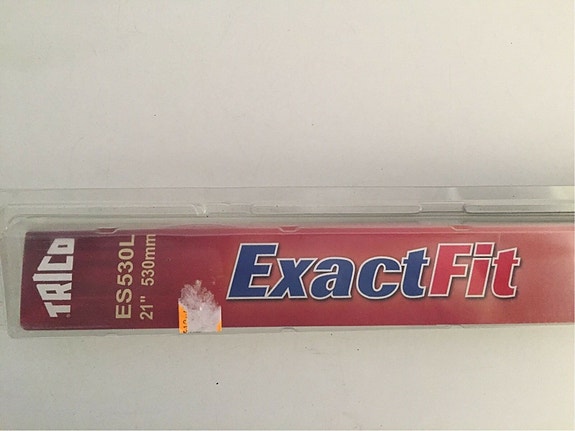 TRICO
ES530L
21" 530mm
ExactFit